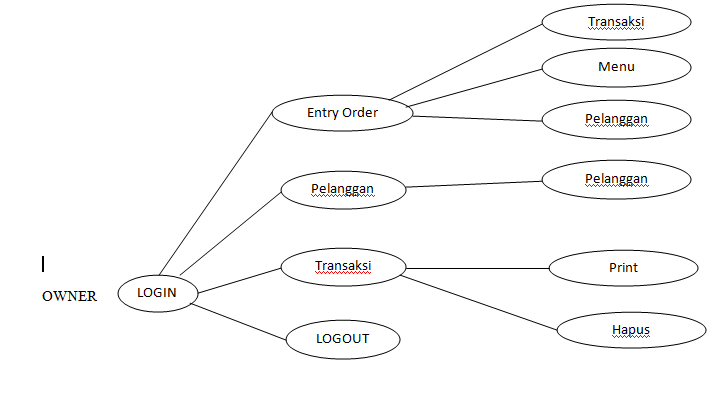 Transaksi
Menu
Entry Order
Pelanggan
Pelanggan
Pelanggan
Transaksi
Print
OWNER
LOGIN
LOGOUT
Hapus